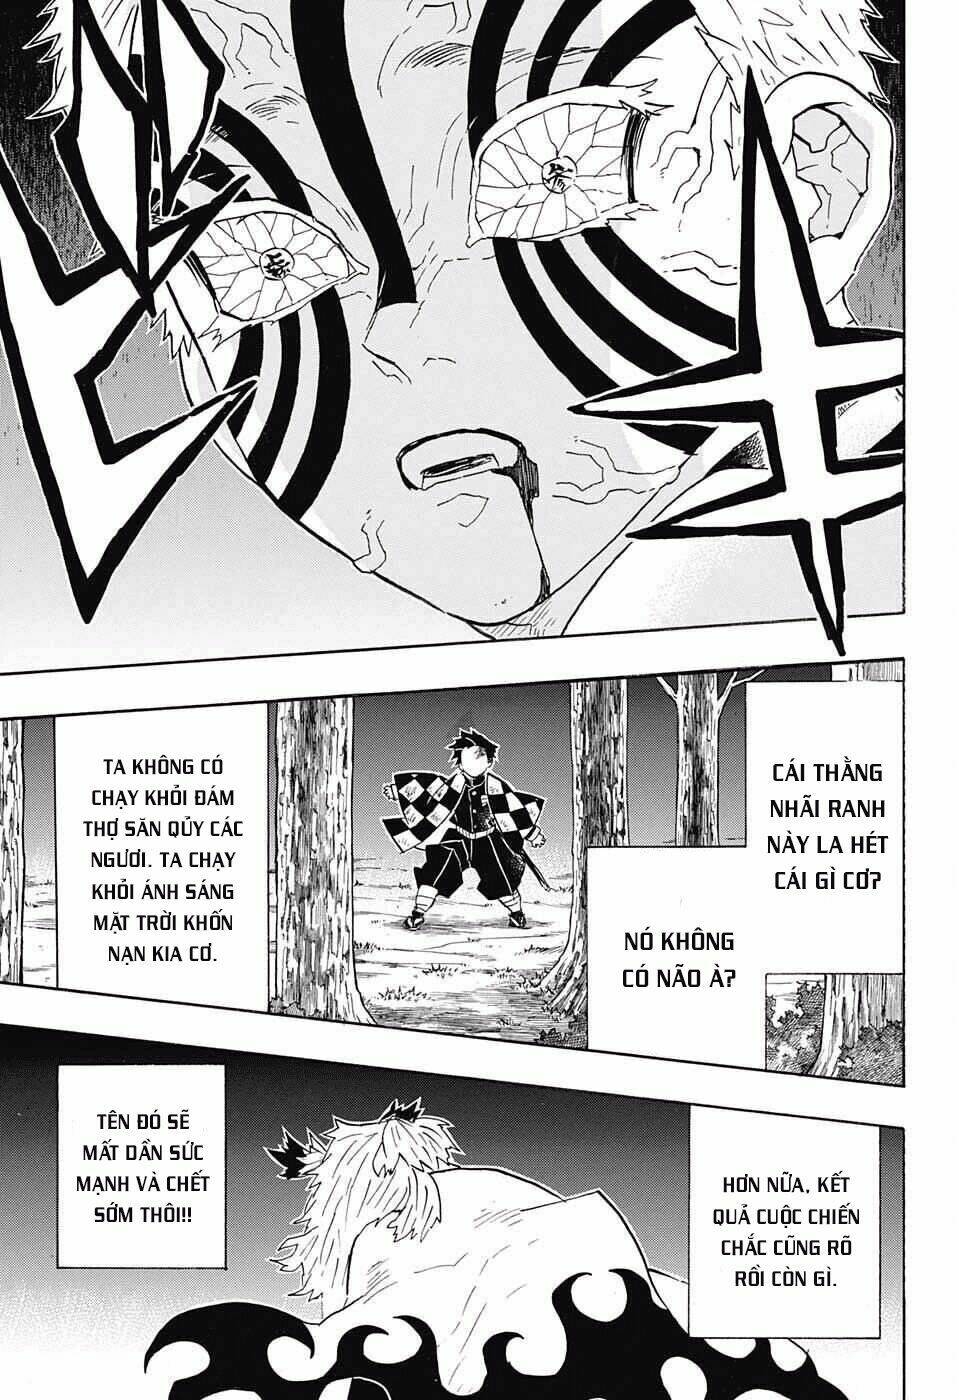 CÁI THẰNG
NHÃI RANH
NÀY LA HÉT
CÁI GÌ CƠ?
NÓ KHÔNG
CÓ NÃO À?
TA KHÔNG CÓ
CHẠY KHỎI ĐÁM
THỢ SĂN QỦY CÁC
NGƯƠI. TA CHẠY
KHỎI ÁNH SÁNG
MẶT TRỜI KHỐN
NẠN KIA CƠ.
HƠN NỮA, KẾT
QUẢ CUỘC CHIẾN
CHẮC CŨNG RÕ
RỒI CÒN GÌ.
TÊN ĐÓ SẼ
MẤT DẦN SỨC
MẠNH VÀ CHẾT
SỚM THÔI!!